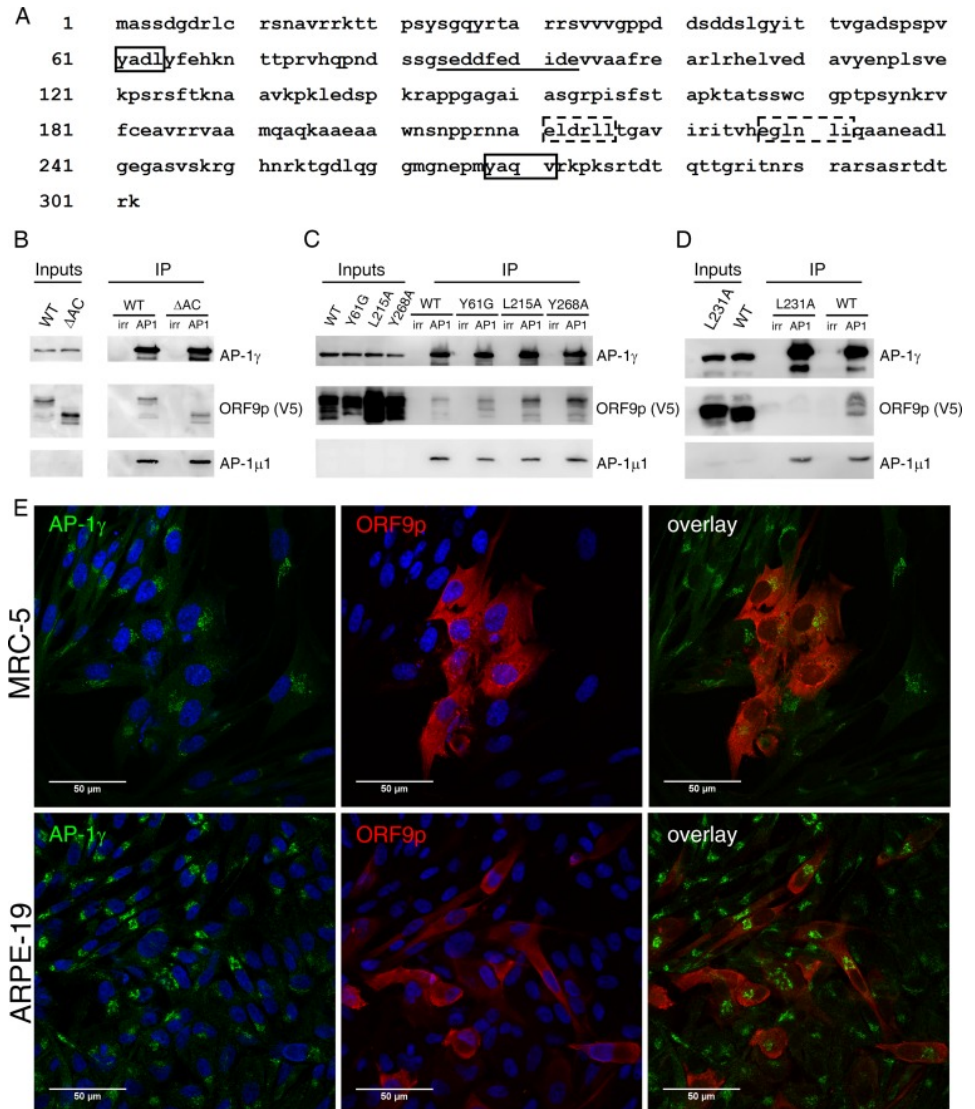 A
1 massdgdrlc rsnavrrktt psysgqyrta rrsvvvgppd dsddslgyit tvgadspspv
61 yadlyfehkn ttprvhqpnd ssgseddfed idevvaafre arlrhelved avyenplsve
121 kpsrsftkna avkpkledsp krappgagai asgrpisfst apktatsswc gptpsynkrv
181 fceavrrvaa mqaqkaaeaa wnsnpprnna eldrlltgav iritvhegln liqaaneadl
241 gegasvskrg hnrktgdlqg gmgnepmyaq vrkpksrtdt qttgritnrs rarsasrtdt
301 rk
B
Inputs IP
WT ΔAC WT ΔAC
irr AP1 irr AP1
AP-1γ
ORF9p (V5)
AP-1μ1
C
Inputs IP
WT Y61G L215A Y268A WT Y61G L215A Y268A
irr AP1 irr AP1 irr AP1 irr AP1
AP-1γ
ORF9p (V5)
AP-1μ1
D
Inputs IP
L231A WT L231A WT
irr AP1 irr AP1
AP-1γ
ORF9p (V5)
AP-1μ1
E
MRC-5
AP-1γ ORF9p overlay
50 μm 50 μm 50 μm
ARPE-19
AP-1γ ORF9p overlay
50 μm 50 μm 50 μm